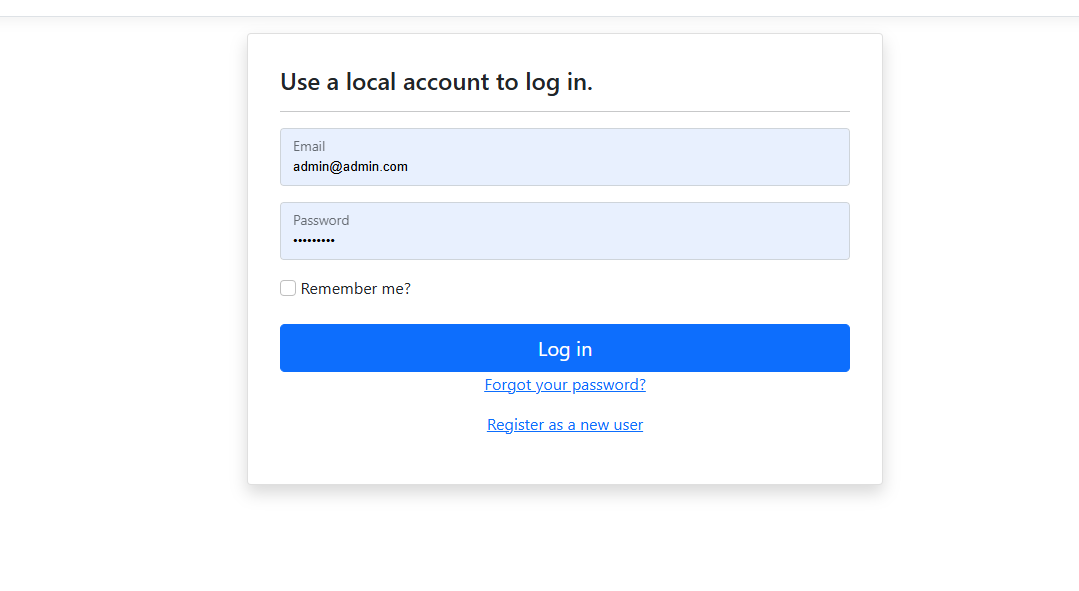 Use a local account to log in.
Email
admin@admin.com
Password
•••••••••
Remember me?
Log in
Forgot your password?
Register as a new user